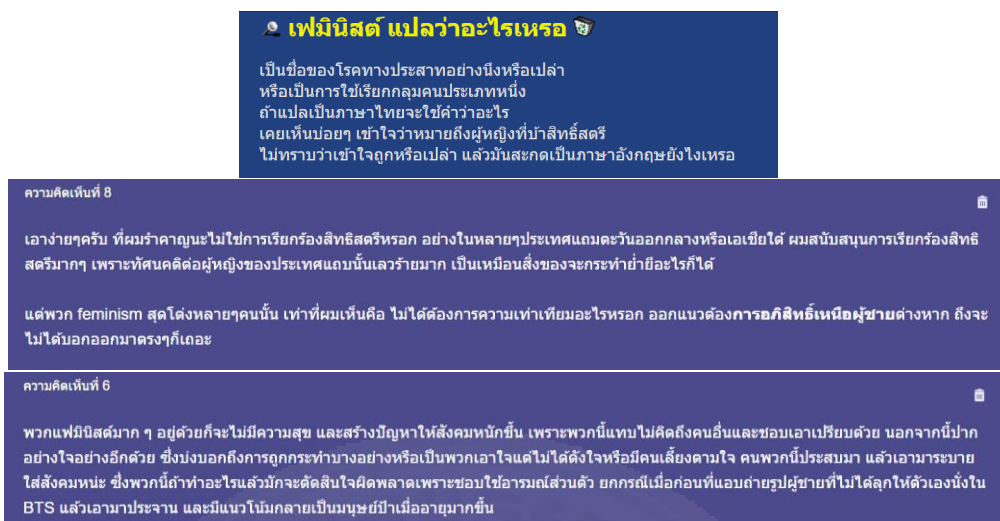 เฟมินิสต์ แปลว่าอะไรเหรอ
เป็นชื่อของโรคทางประสาทอย่างนึงหรือเปล่า
หรือเป็นการใช้เรียกกลุมคนประเภทหนึ่ง
ถ้าแปลเป็นภาษาไทยจะใช้คำว่าอะไร
เคยเห็นบ่อยๆ เข้าใจว่าหมายถึงผู้หญิงที่บ้าสิทธิ์สตรี
ไม่ทราบว่าเข้าใจถูกหรือเปล่า แล้วมันสะกดเป็นภาษาอังกฤษยังไงเหรอ
ความคิดเห็นที่ 8
เอาง่ายๆครับ ที่ผมรำคาญนะไม่ใช่การเรียกร้องสิทธิสตรีหรอก อย่างในหลายๆประเทศแถมตะวันออกกลางหรือเอเชียใต้ ผมสนับสนุนการเรียกร้องสิทธิ
สตรีมากๆ เพราะทัศนคติต่อผู้หญิงของประเทศแถบนั้นเลวร้ายมาก เป็นเหมือนสิ่งของจะกระทำย่ำยีอะไรก็ได้
แต่พวก feminism สุดโต่งหลายๆคนนั้น เท่าที่ผมเห็นคือ ไม่ได้ต้องการความเท่าเทียมอะไรหรอก ออกแนวต้องการอภิสิทธิ์เหนือผู้ชายต่างหาก ถึงจะ
ไม่ได้บอกออกมาตรงๆก็เถอะ
ความคิดเห็นที่ 6
พวกแฟมินิสต์มาก ๆ อยู่ด้วยก็จะไม่มีความสุข และสร้างปัญหาให้สังคมหนักขึ้น เพราะพวกนี้แทบไม่คิดถึงคนอื่นและชอบเอาเปรียบด้วย นอกจากนี้ปาก
อย่างใจอย่างอีกด้วย ซึ่งบ่งบอกถึงการถูกกระทำบางอย่างหรือเป็นพวกเอาใจแต่ไม่ได้ดั่งใจหรือมีคนเลี้ยงตามใจ คนพวกนี้ประสบมา แล้วเอามาระบาย
ใส่สังคมหน่ะ ซึ่งพวกนี้ถ้าทำอะไรแล้วมักจะตัดสินใจผิดพลาดเพราะชอบใช้อารมณ์ส่วนตัว ยกกรณีเมื่อก่อนที่แอบถ่ายรูปผู้ชายที่ไม่ได้ลุกให้ตัวเองนั่งใน
BTS แล้วเอามาประจาน และมีแนวโน้มกลายเป็นมนุษย์ป้าเมื่ออายุมากขึ้น